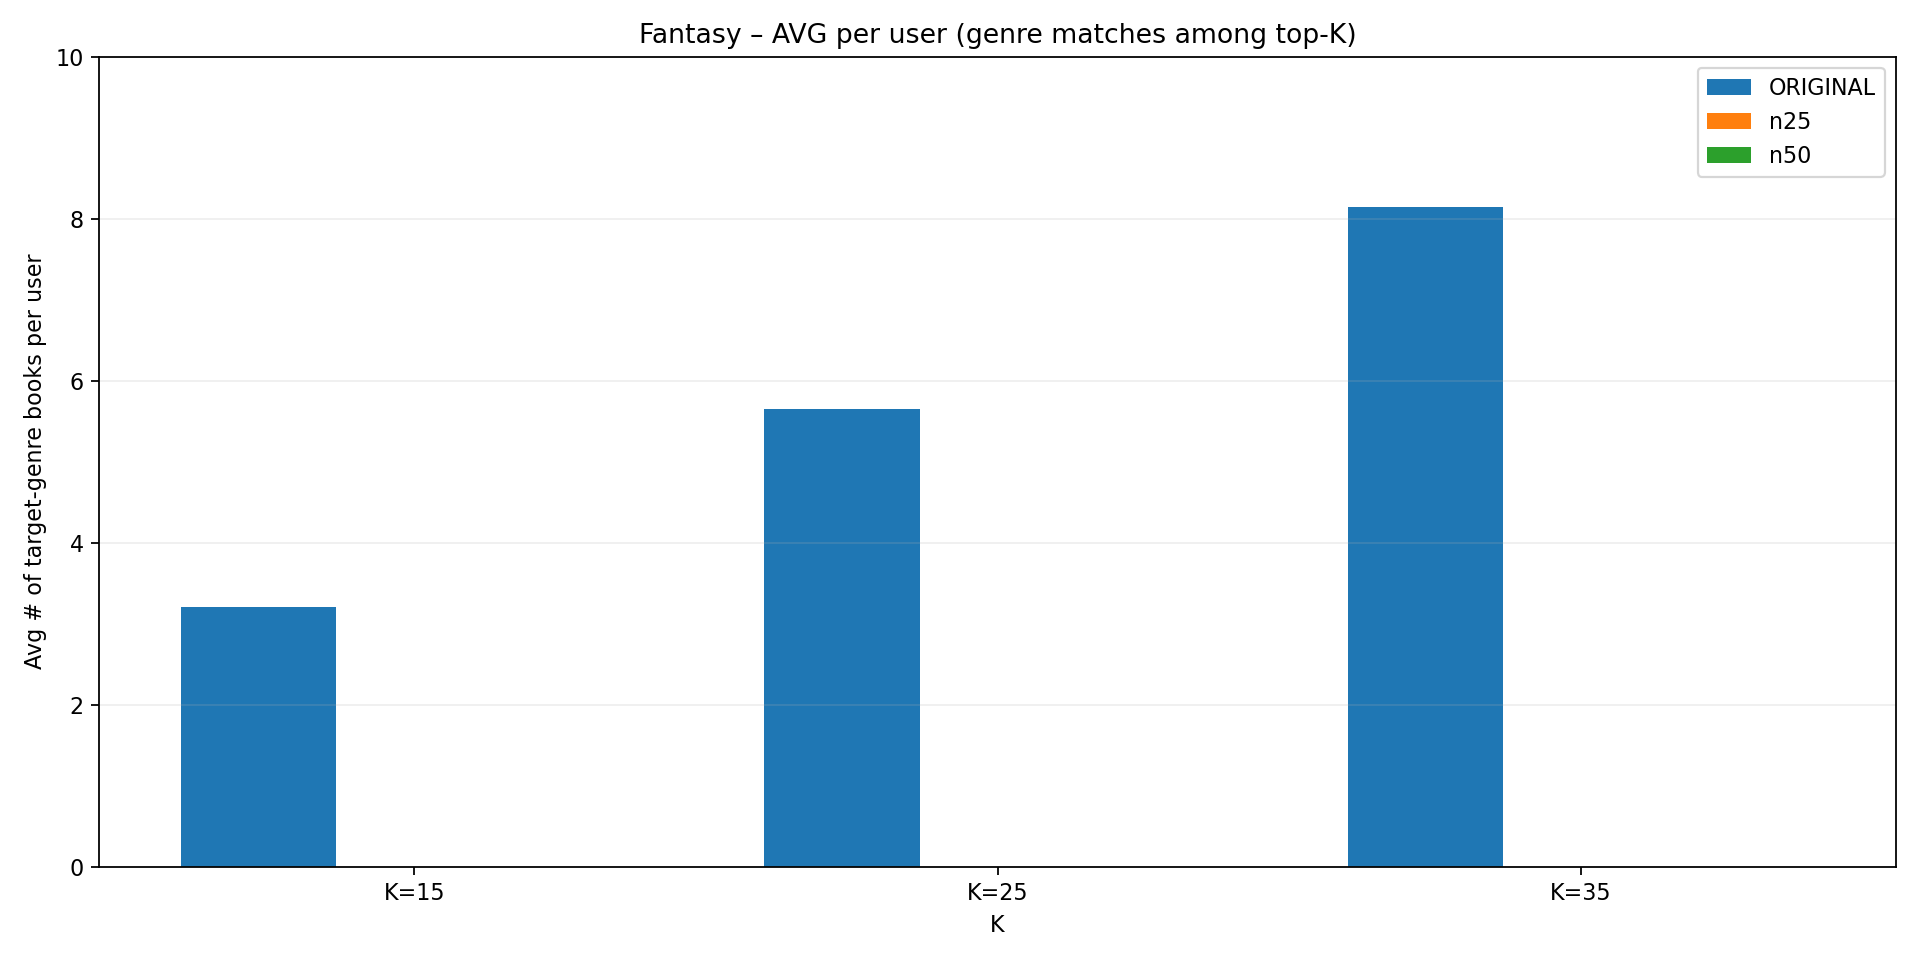 Fantasy – AVG per user (genre matches among top-K)
ORIGINAL
n25
n50
Avg # of target-genre books per user
10
8
6
4
2
0
K=15
K=25
K=35
K